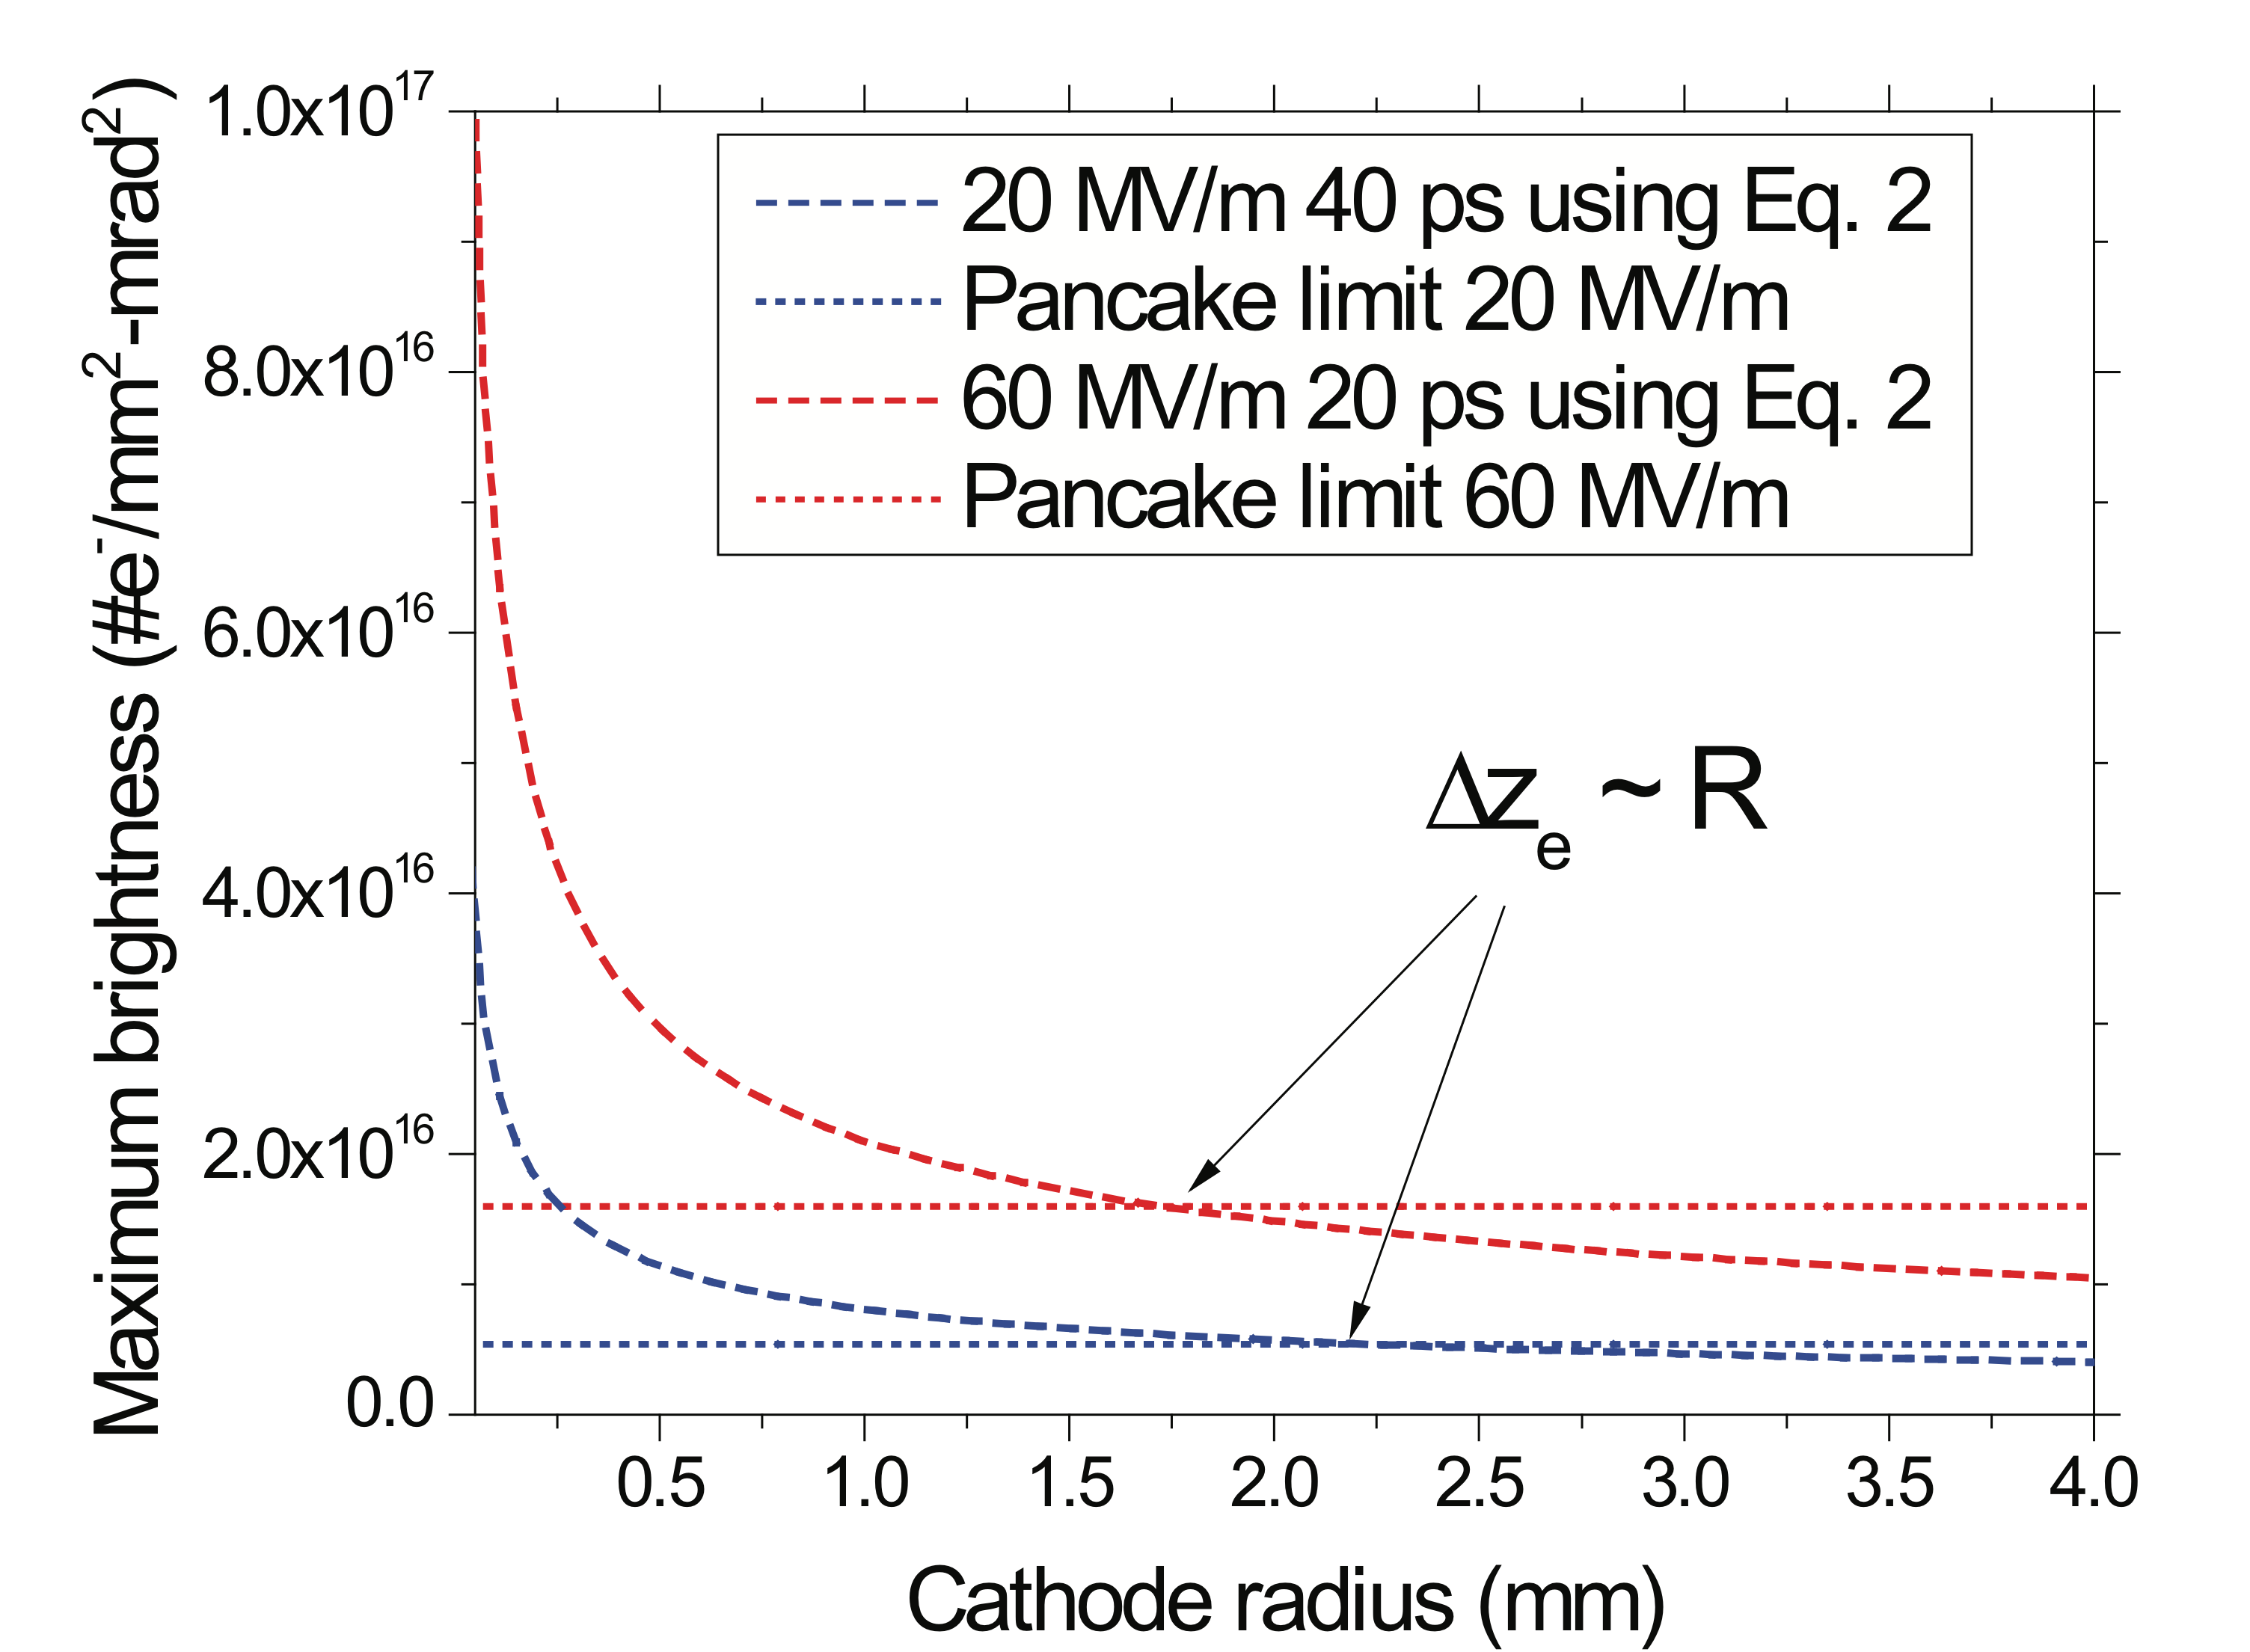 Maximum brightness (#e⁻/mm²-mrad²)
1.0x10¹⁷
8.0x10¹⁶
6.0x10¹⁶
4.0x10¹⁶
2.0x10¹⁶
0.0
20 MV/m 40 ps using Eq. 2
Pancake limit 20 MV/m
60 MV/m 20 ps using Eq. 2
Pancake limit 60 MV/m
Δzₑ ~ R
0.5 1.0 1.5 2.0 2.5 3.0 3.5 4.0
Cathode radius (mm)